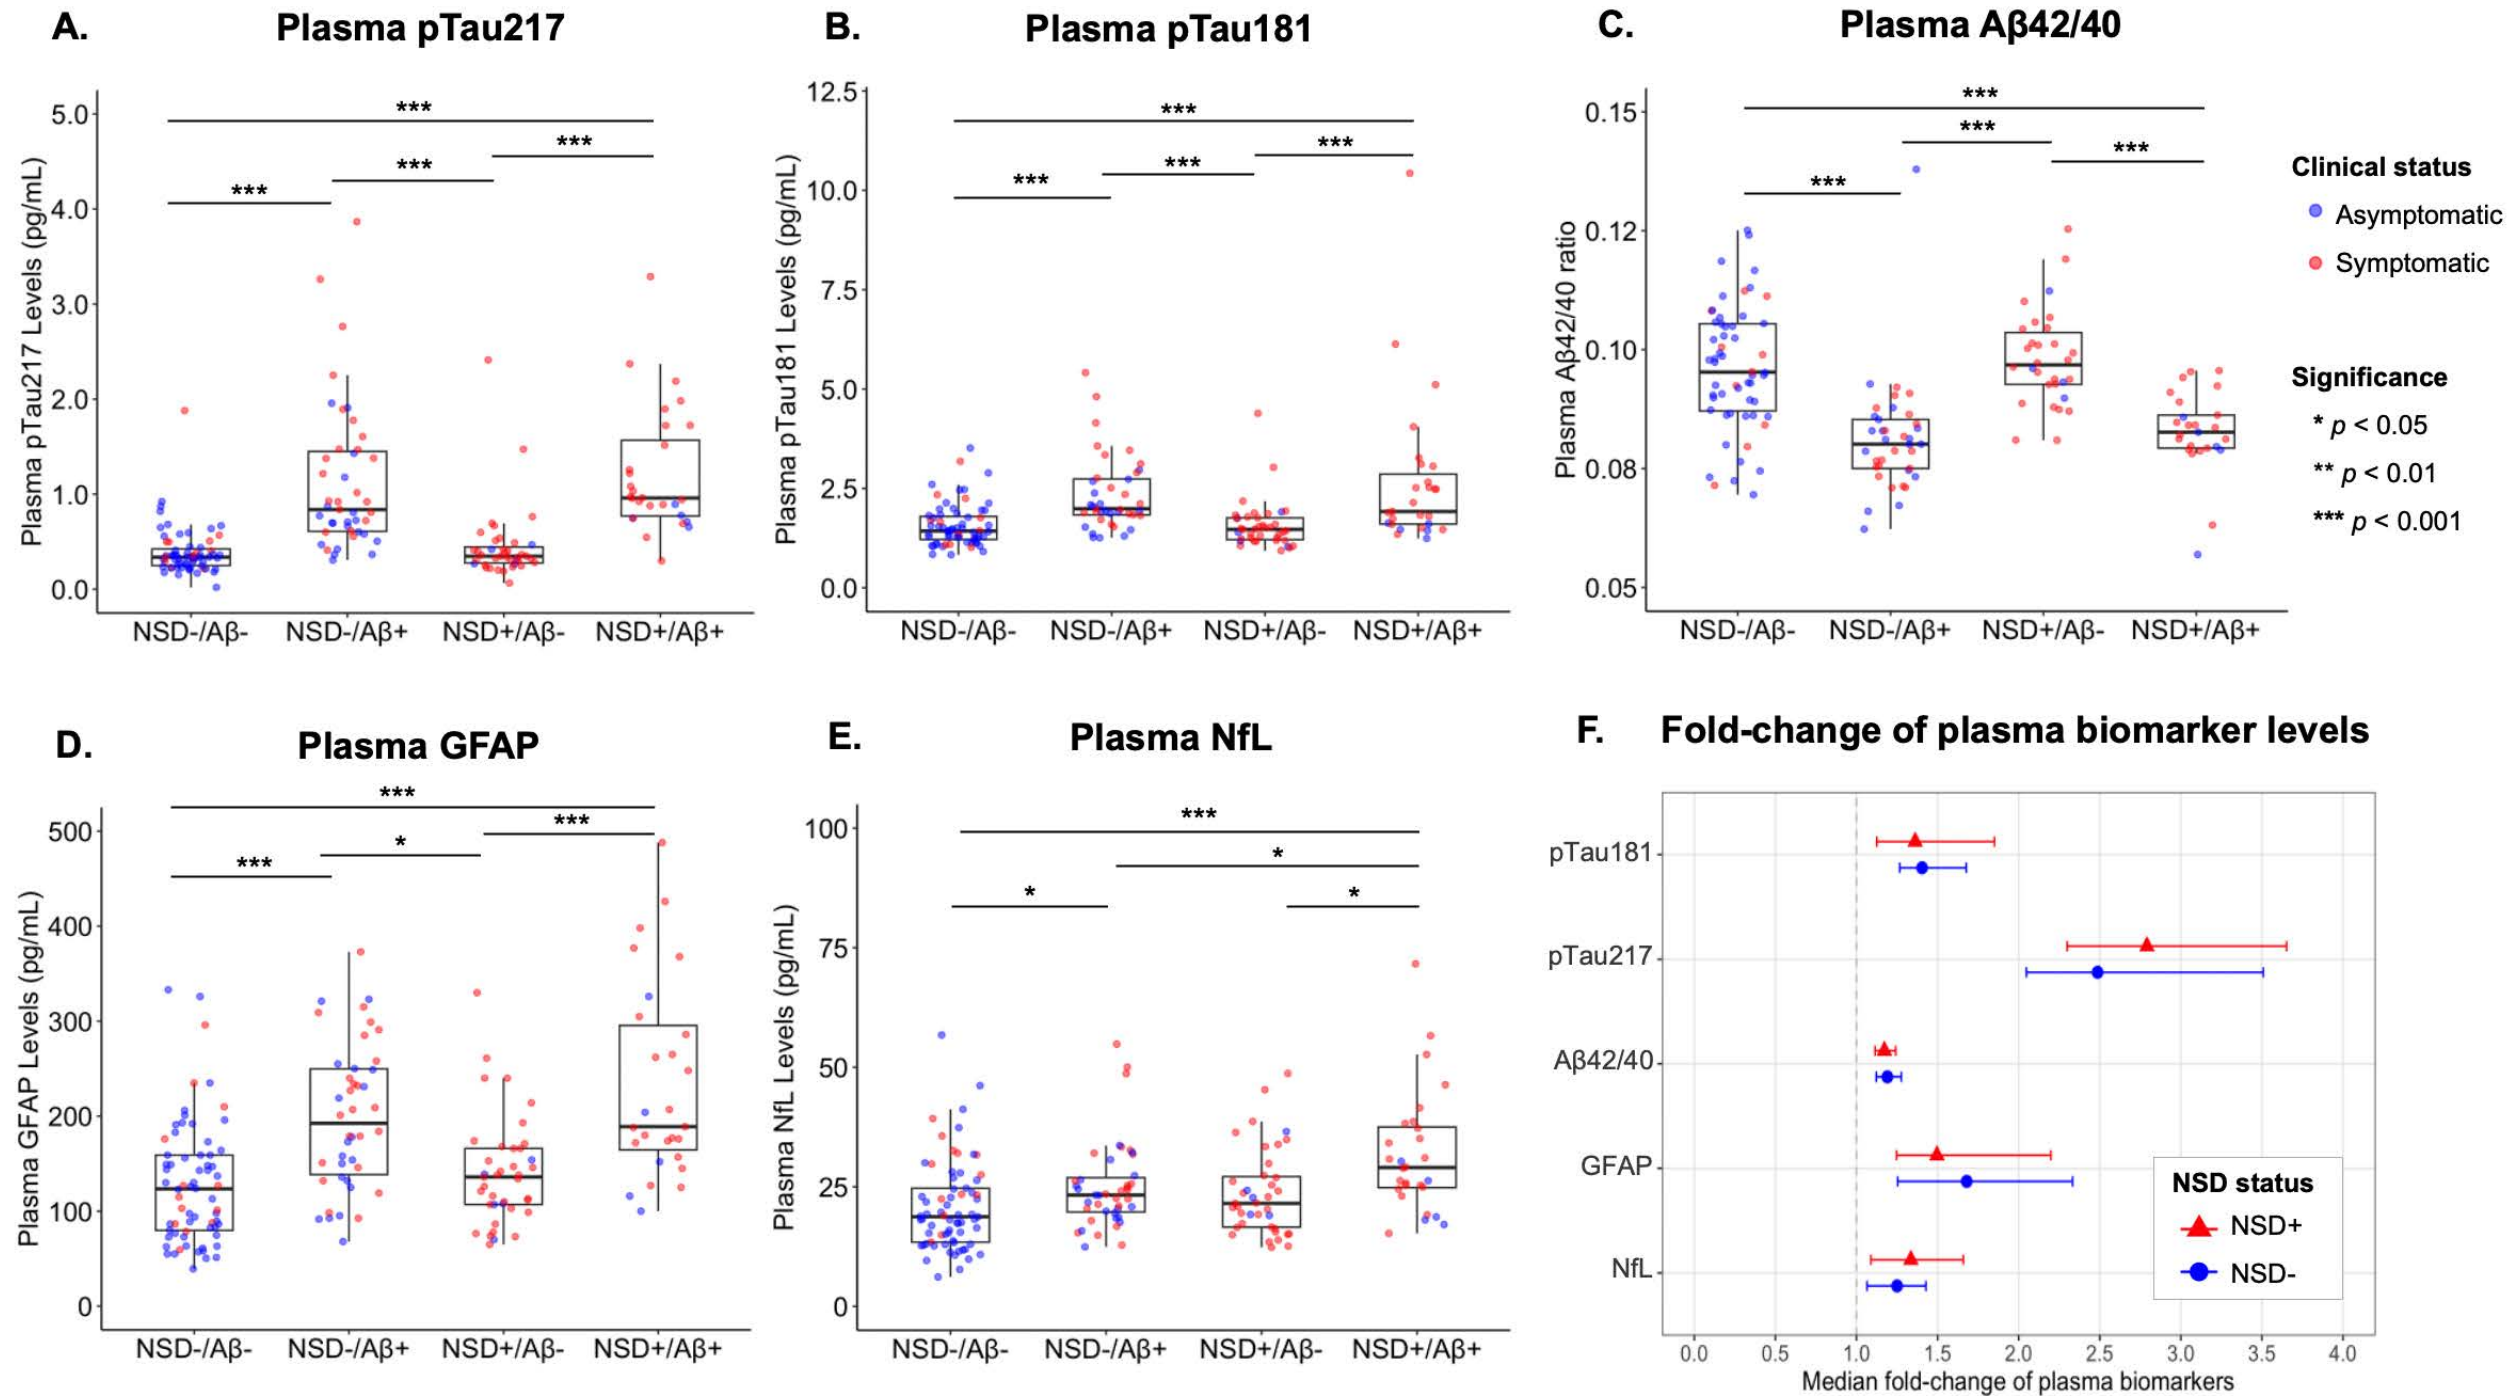 A. Plasma pTau217
Plasma pTau217 Levels (pg/mL)
5.0
4.0
3.0
2.0
1.0
0.0
***
***
***
***
NSD-/Aβ- NSD-/Aβ+ NSD+/Aβ- NSD+/Aβ+
B. Plasma pTau181
Plasma pTau181 Levels (pg/mL)
12.5
10.0
7.5
5.0
2.5
0.0
***
***
***
***
NSD-/Aβ- NSD-/Aβ+ NSD+/Aβ- NSD+/Aβ+
C. Plasma Aβ42/40
Plasma Aβ42/40 ratio
0.15
0.12
0.10
0.08
0.05
***
***
***
***
NSD-/Aβ- NSD-/Aβ+ NSD+/Aβ- NSD+/Aβ+
Clinical status
Asymptomatic
Symptomatic
Significance
* p < 0.05
** p < 0.01
*** p < 0.001
D. Plasma GFAP
Plasma GFAP Levels (pg/mL)
500
400
300
200
100
0
***
***
*
***
NSD-/Aβ- NSD-/Aβ+ NSD+/Aβ- NSD+/Aβ+
E. Plasma NfL
Plasma NfL Levels (pg/mL)
100
75
50
25
0
***
*
*
*
NSD-/Aβ- NSD-/Aβ+ NSD+/Aβ- NSD+/Aβ+
F. Fold-change of plasma biomarker levels
pTau181
pTau217
Aβ42/40
GFAP
NfL
NSD status
NSD+
NSD-
0.0 0.5 1.0 1.5 2.0 2.5 3.0 3.5 4.0
Median fold-change of plasma biomarkers